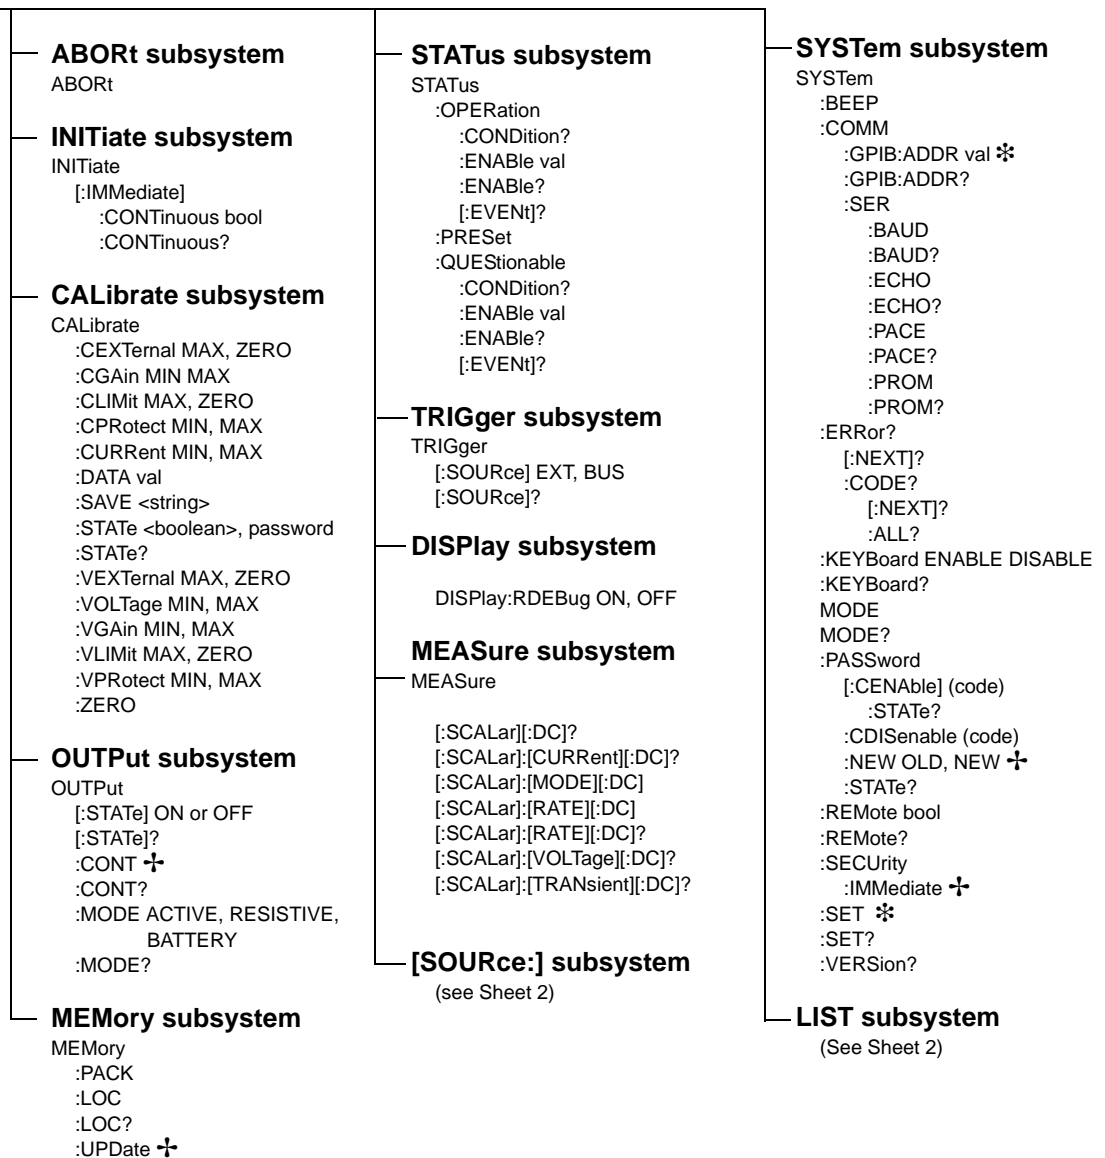 ABORt subsystem
ABORt
INITiate subsystem
INITiate
[:IMMediate]
:CONTinuous bool
:CONTinuous?
CALibrate subsystem
CALibrate
:CEXTernal MAX, ZERO
:CGAin MIN MAX
:CLIMit MAX, ZERO
:CPRotect MIN, MAX
:CURRent MIN, MAX
:DATA val
:SAVE <string>
:STATe <boolean>, password
:STATe?
:VEXTernal MAX, ZERO
:VOLTage MIN, MAX
:VGAin MIN, MAX
:VLIMit MAX, ZERO
:VPRotect MIN, MAX
:ZERO
OUTPut subsystem
OUTPut
[:STATe] ON or OFF
[:STATe]?
:CONT ✢
:CONT?
:MODE ACTIVE, RESISTIVE,
BATTERY
:MODE?
MEMory subsystem
MEMory
:PACK
:LOC
:LOC?
:UPDate ✢
STATus subsystem
STATus
:OPERation
:CONDition?
:ENABle val
:ENABle?
[:EVENt]?
:PRESet
:QUEStionable
:CONDition?
:ENABle val
:ENABle?
[:EVENt]?
TRIGger subsystem
TRIGger
[:SOURce] EXT, BUS
[:SOURce]?
DISPlay subsystem
DISPlay:RDEBug ON, OFF
MEASure subsystem
MEASure
[:SCALar][:DC]?
[:SCALar]:[CURRent][:DC]?
[:SCALar]:[MODE][:DC]
[:SCALar]:[RATE][:DC]
[:SCALar]:[RATE][:DC]?
[:SCALar]:[VOLTage][:DC]?
[:SCALar]:[TRANsient][:DC]?
[SOURce:] subsystem
(see Sheet 2)
SYSTem subsystem
SYSTem
:BEEP
:COMM
:GPIB:ADDR val ❇
:GPIB:ADDR?
:SER
:BAUD
:BAUD?
:ECHO
:ECHO?
:PACE
:PACE?
:PROM
:PROM?
:ERRor?
[:NEXT]?
:CODE?
[:NEXT]?
:ALL?
:KEYBoard ENABLE DISABLE
:KEYBoard?
MODE
MODE?
:PASSword
[:CENAble] (code)
:STATe?
:CDISenable (code)
:NEW OLD, NEW ✢
:STATe?
:REMote bool
:REMote?
:SECUrity
:IMMediate ✢
:SET ❇
:SET?
:VERSion?
LIST subsystem
(See Sheet 2)